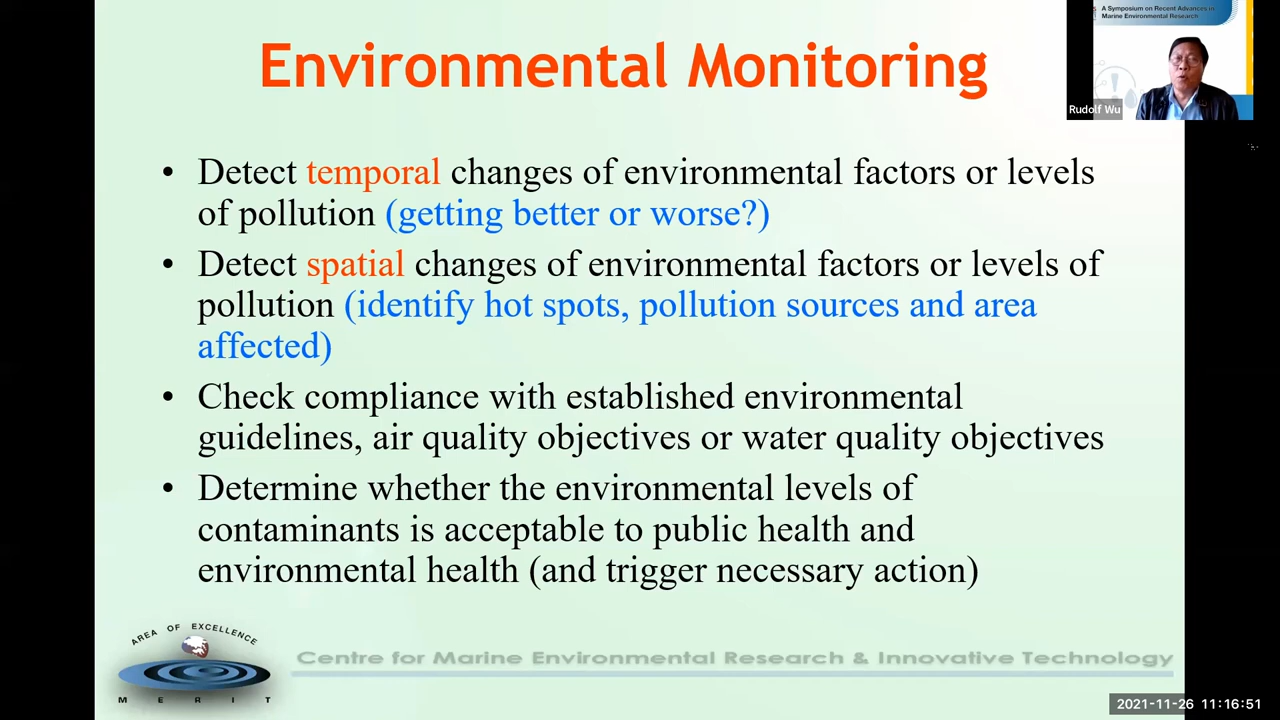 A Symposium on Recent Advances in
Marine Environmental Research
Environmental Monitoring
Rudolf Wu
• Detect temporal changes of environmental factors or levels
of pollution (getting better or worse?)
• Detect spatial changes of environmental factors or levels of
pollution (identify hot spots, pollution sources and area
affected)
• Check compliance with established environmental
guidelines, air quality objectives or water quality objectives
• Determine whether the environmental levels of
contaminants is acceptable to public health and
environmental health (and trigger necessary action)
AREA OF EXCELLENCE
MERIT
Centre for Marine Environmental Research & Innovative Technology
2021-11-26 11:16:51